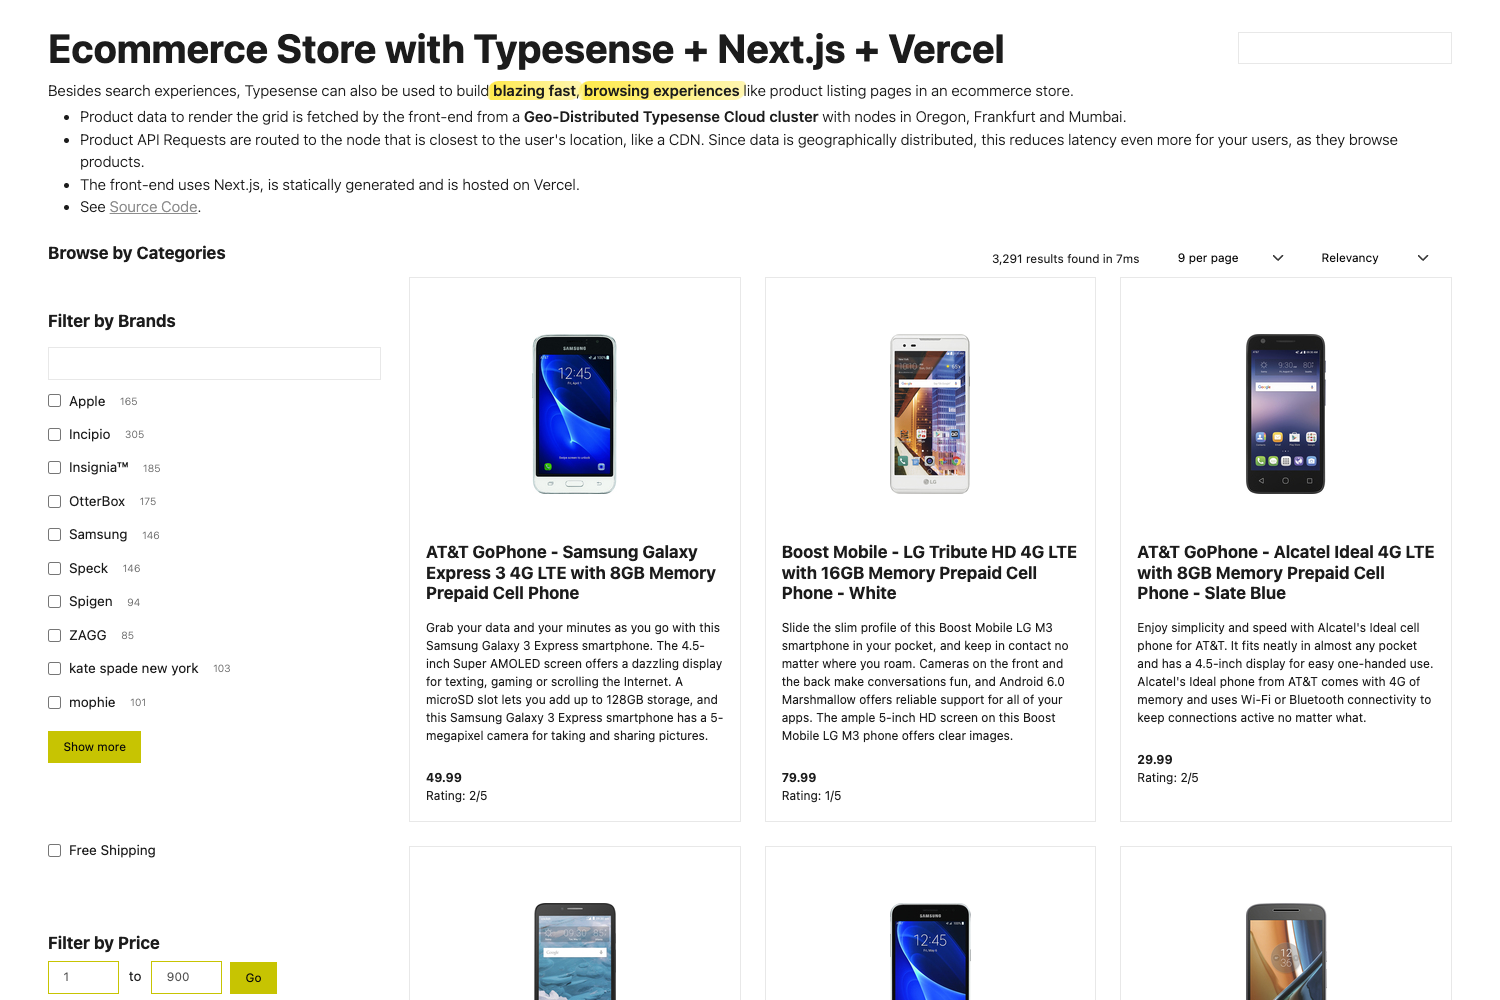 Ecommerce Store with Typesense + Next.js + Vercel
Besides search experiences, Typesense can also be used to build blazing fast, browsing experiences like product listing pages in an ecommerce store.
Product data to render the grid is fetched by the front-end from a Geo-Distributed Typesense Cloud cluster with nodes in Oregon, Frankfurt and Mumbai.
Product API Requests are routed to the node that is closest to the user's location, like a CDN. Since data is geographically distributed, this reduces latency even more for your users, as they browse
products.
The front-end uses Next.js, is statically generated and is hosted on Vercel.
See Source Code.
Browse by Categories
3,291 results found in 7ms
9 per page
Relevancy
Filter by Brands
Apple 165
Incipio 305
Insignia™ 185
OtterBox 175
Samsung 146
Speck 146
Spigen 94
ZAGG 85
kate spade new york 103
mophie 101
Show more
Free Shipping
Filter by Price
1 to 900 Go
SAMSUNG
12:45
AT&T GoPhone - Samsung Galaxy
Express 3 4G LTE with 8GB Memory
Prepaid Cell Phone
Grab your data and your minutes as you go with this
Samsung Galaxy 3 Express smartphone. The 4.5-
inch Super AMOLED screen offers a dazzling display
for texting, gaming or scrolling the Internet. A
microSD slot lets you add up to 128GB storage, and
this Samsung Galaxy 3 Express smartphone has a 5-
megapixel camera for taking and sharing pictures.
49.99
Rating: 2/5
LG
Boost Mobile - LG Tribute HD 4G LTE
with 16GB Memory Prepaid Cell
Phone - White
Slide the slim profile of this Boost Mobile LG M3
smartphone in your pocket, and keep in contact no
matter where you roam. Cameras on the front and
the back make conversations fun, and Android 6.0
Marshmallow offers reliable support for all of your
apps. The ample 5-inch HD screen on this Boost
Mobile LG M3 phone offers clear images.
79.99
Rating: 1/5
9:30
Google
AT&T GoPhone - Alcatel Ideal 4G LTE
with 8GB Memory Prepaid Cell
Phone - Slate Blue
Enjoy simplicity and speed with Alcatel's Ideal cell
phone for AT&T. It fits neatly in almost any pocket
and has a 4.5-inch display for easy one-handed use.
Alcatel's Ideal phone from AT&T comes with 4G of
memory and uses Wi-Fi or Bluetooth connectivity to
keep connections active no matter what.
29.99
Rating: 2/5
SAMSUNG
12:45
12
36